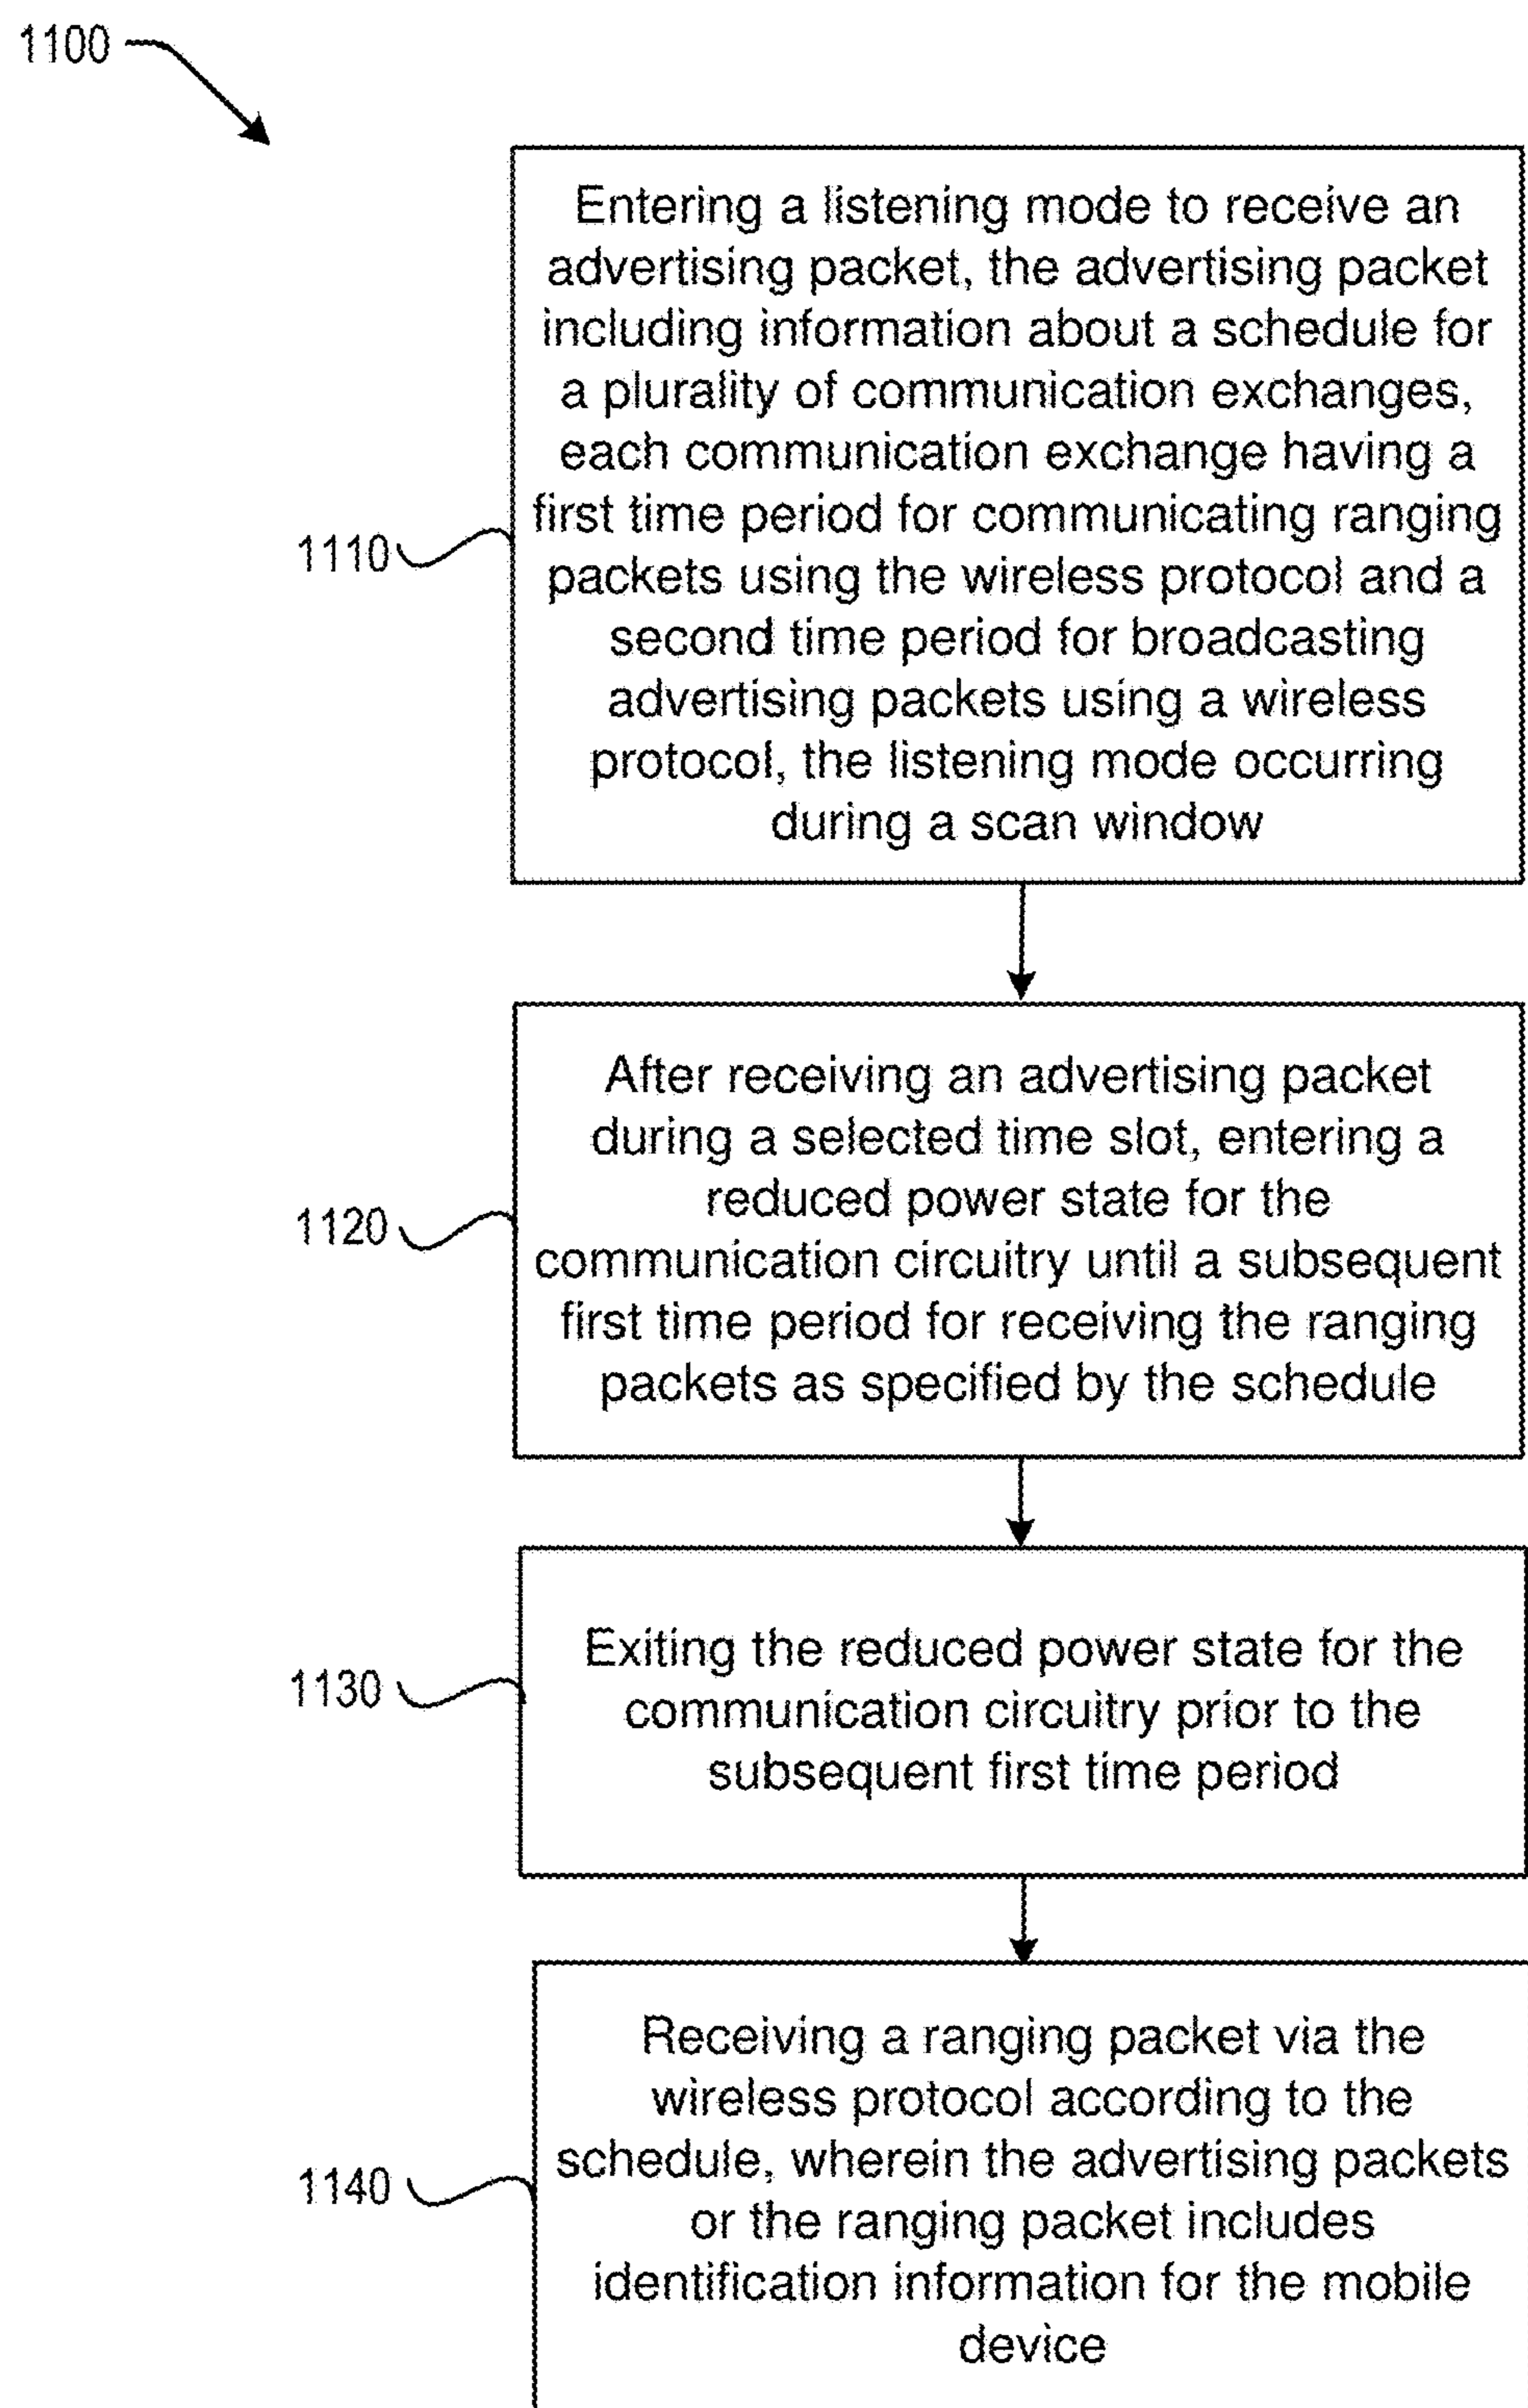 1100
Entering a listening mode to receive an
advertising packet, the advertising packet
including information about a schedule for
a plurality of communication exchanges,
each communication exchange having a
first time period for communicating ranging
packets using the wireless protocol and a
second time period for broadcasting
advertising packets using a wireless
protocol, the listening mode occurring
during a scan window
1110
After receiving an advertising packet
during a selected time slot, entering a
reduced power state for the
communication circuitry until a subsequent
first time period for receiving the ranging
packets as specified by the schedule
1120
Exiting the reduced power state for the
communication circuitry prior to the
subsequent first time period
1130
Receiving a ranging packet via the
wireless protocol according to the
schedule, wherein the advertising packets
or the ranging packet includes
identification information for the mobile
device
1140